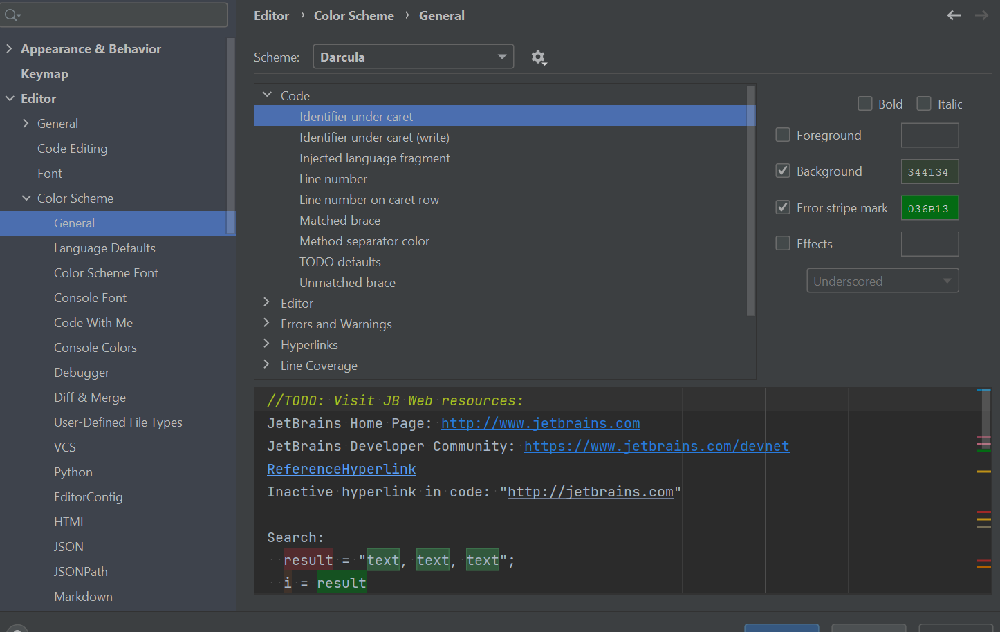 Editor › Color Scheme › General
Appearance & Behavior
Keymap
Editor
General
Code Editing
Font
Color Scheme
General
Language Defaults
Color Scheme Font
Console Font
Code With Me
Console Colors
Debugger
Diff & Merge
User-Defined File Types
VCS
Python
EditorConfig
HTML
JSON
JSONPath
Markdown
Scheme: Darcula
Code
Identifier under caret
Identifier under caret (write)
Injected language fragment
Line number
Line number on caret row
Matched brace
Method separator color
TODO defaults
Unmatched brace
Editor
Errors and Warnings
Hyperlinks
Line Coverage
Bold Italic
Foreground
Background 344134
Error stripe mark 036B13
Effects
Underscored
//TODO: Visit JB Web resources:
JetBrains Home Page: http://www.jetbrains.com
JetBrains Developer Community: https://www.jetbrains.com/devnet
ReferenceHyperlink
Inactive hyperlink in code: "http://jetbrains.com"
Search:
result = "text, text, text";
i = result